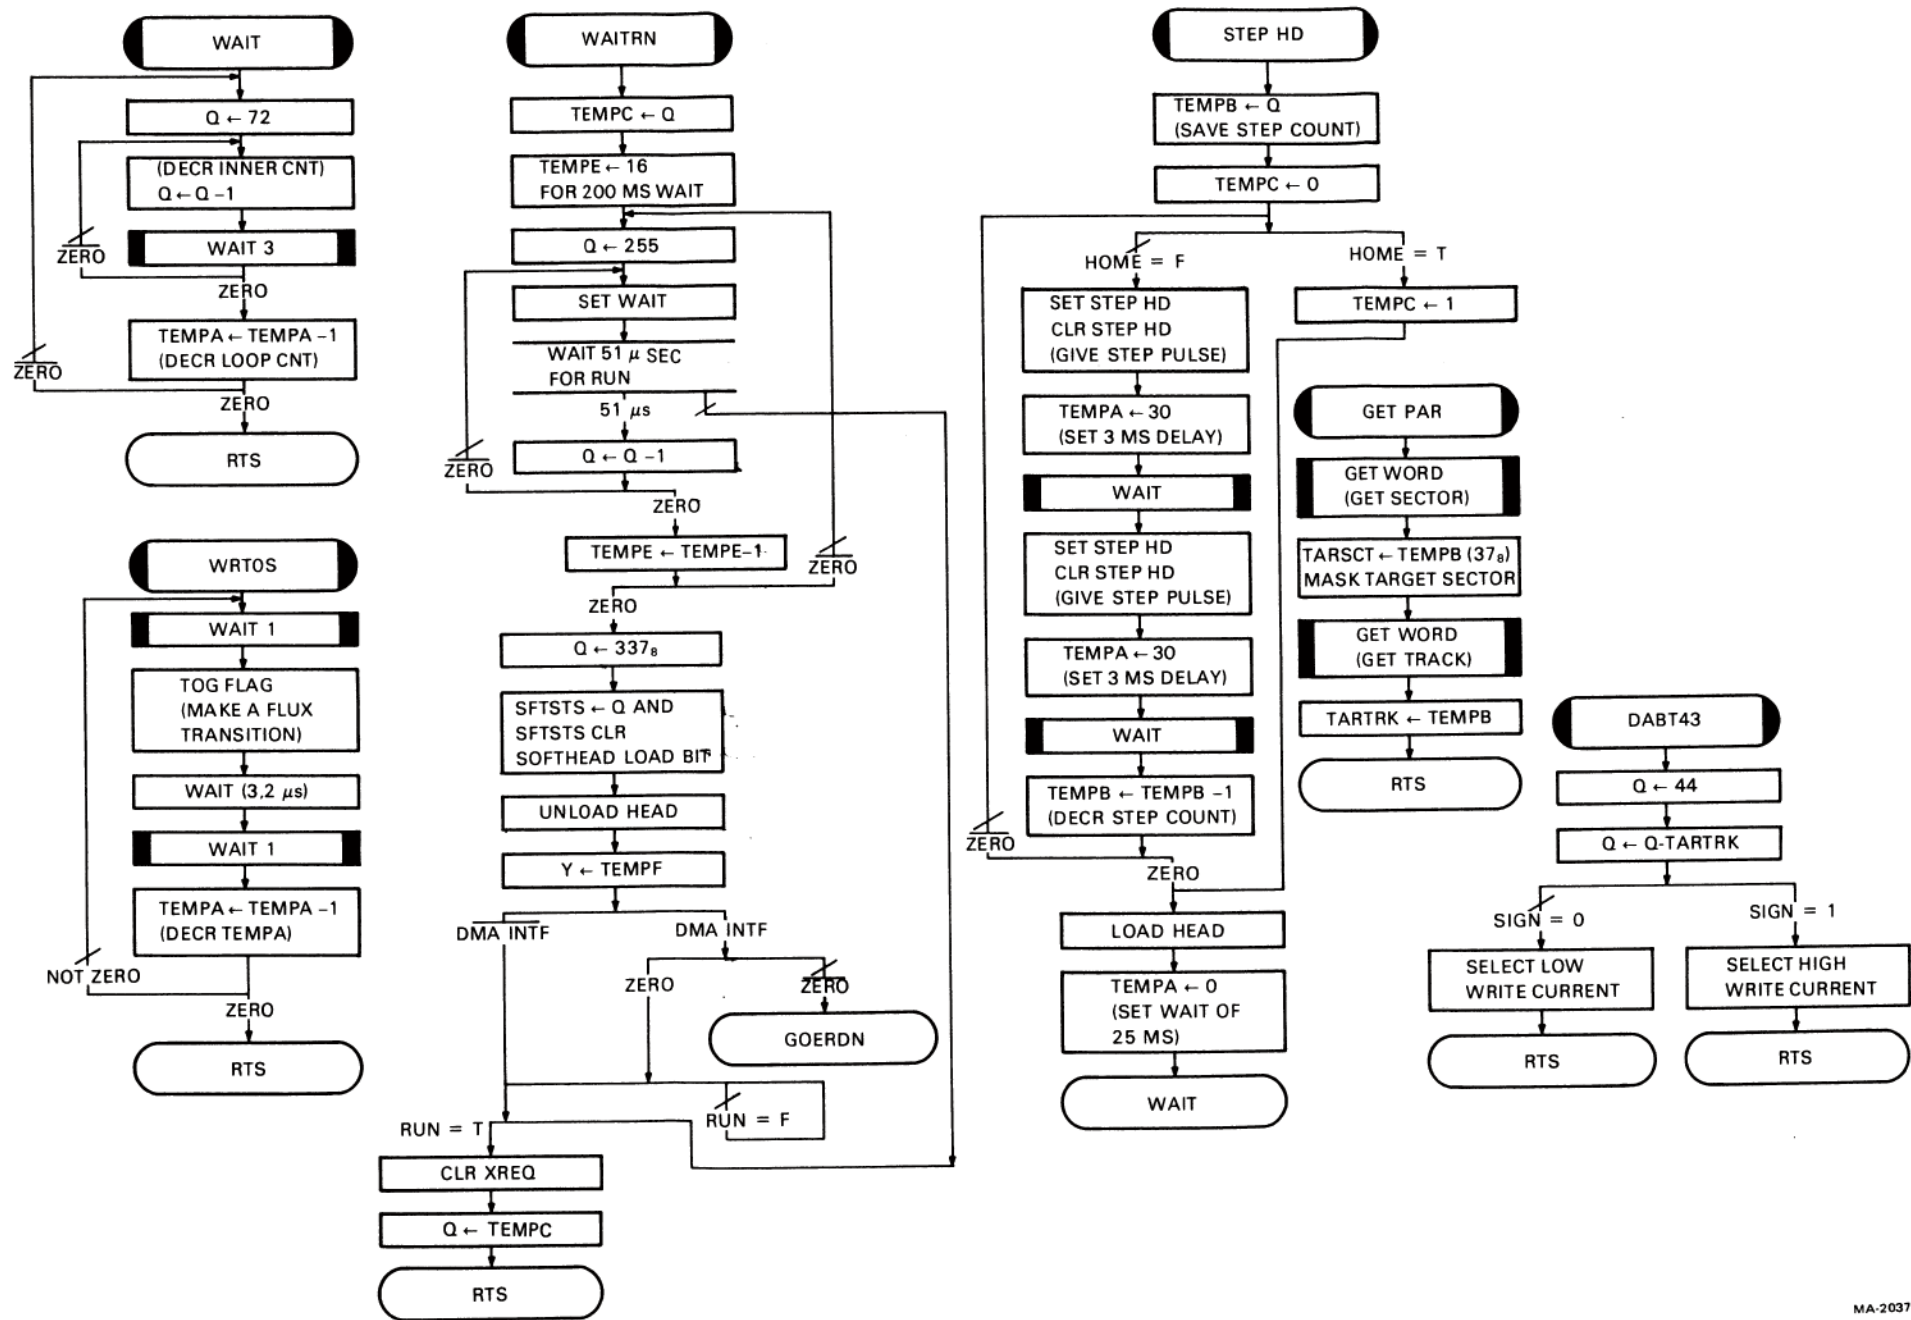 WAIT
Q ← 72
(DECR INNER CNT)
Q ← Q -1
WAIT 3
ZERO
ZERO
TEMPA ← TEMPA -1
(DECR LOOP CNT)
ZERO
ZERO
RTS
WRT0S
WAIT 1
TOG FLAG
(MAKE A FLUX
TRANSITION)
WAIT (3.2 μs)
WAIT 1
TEMPA ← TEMPA -1
(DECR TEMPA)
NOT ZERO
ZERO
RTS
WAITRN
TEMPC ← Q
TEMPE ← 16
FOR 200 MS WAIT
Q ← 255
SET WAIT
WAIT 51 μ SEC
FOR RUN
51 μs
Q ← Q -1
ZERO
ZERO
TEMPE ← TEMPE-1
ZERO
ZERO
Q ← 337₈
SFTSTS ← Q AND
SFTSTS CLR
SOFTHEAD LOAD BIT
UNLOAD HEAD
Y ← TEMPF
DMA INTF
DMA INTF
ZERO
ZERO
GOERDN
RUN = F
RUN = T
CLR XREQ
Q ← TEMPC
RTS
STEP HD
TEMPB ← Q
(SAVE STEP COUNT)
TEMPC ← 0
HOME = F
HOME = T
SET STEP HD
CLR STEP HD
(GIVE STEP PULSE)
TEMPC ← 1
TEMPA ← 30
(SET 3 MS DELAY)
WAIT
SET STEP HD
CLR STEP HD
(GIVE STEP PULSE)
TEMPA ← 30
(SET 3 MS DELAY)
WAIT
TEMPB ← TEMPB -1
(DECR STEP COUNT)
ZERO
ZERO
LOAD HEAD
TEMPA ← 0
(SET WAIT OF
25 MS)
WAIT
GET PAR
GET WORD
(GET SECTOR)
TARSCT ← TEMPB (37₈)
MASK TARGET SECTOR
GET WORD
(GET TRACK)
TARTRK ← TEMPB
RTS
DABT43
Q ← 44
Q ← Q-TARTRK
SIGN = 0
SIGN = 1
SELECT LOW
WRITE CURRENT
SELECT HIGH
WRITE CURRENT
RTS
RTS
MA-2037